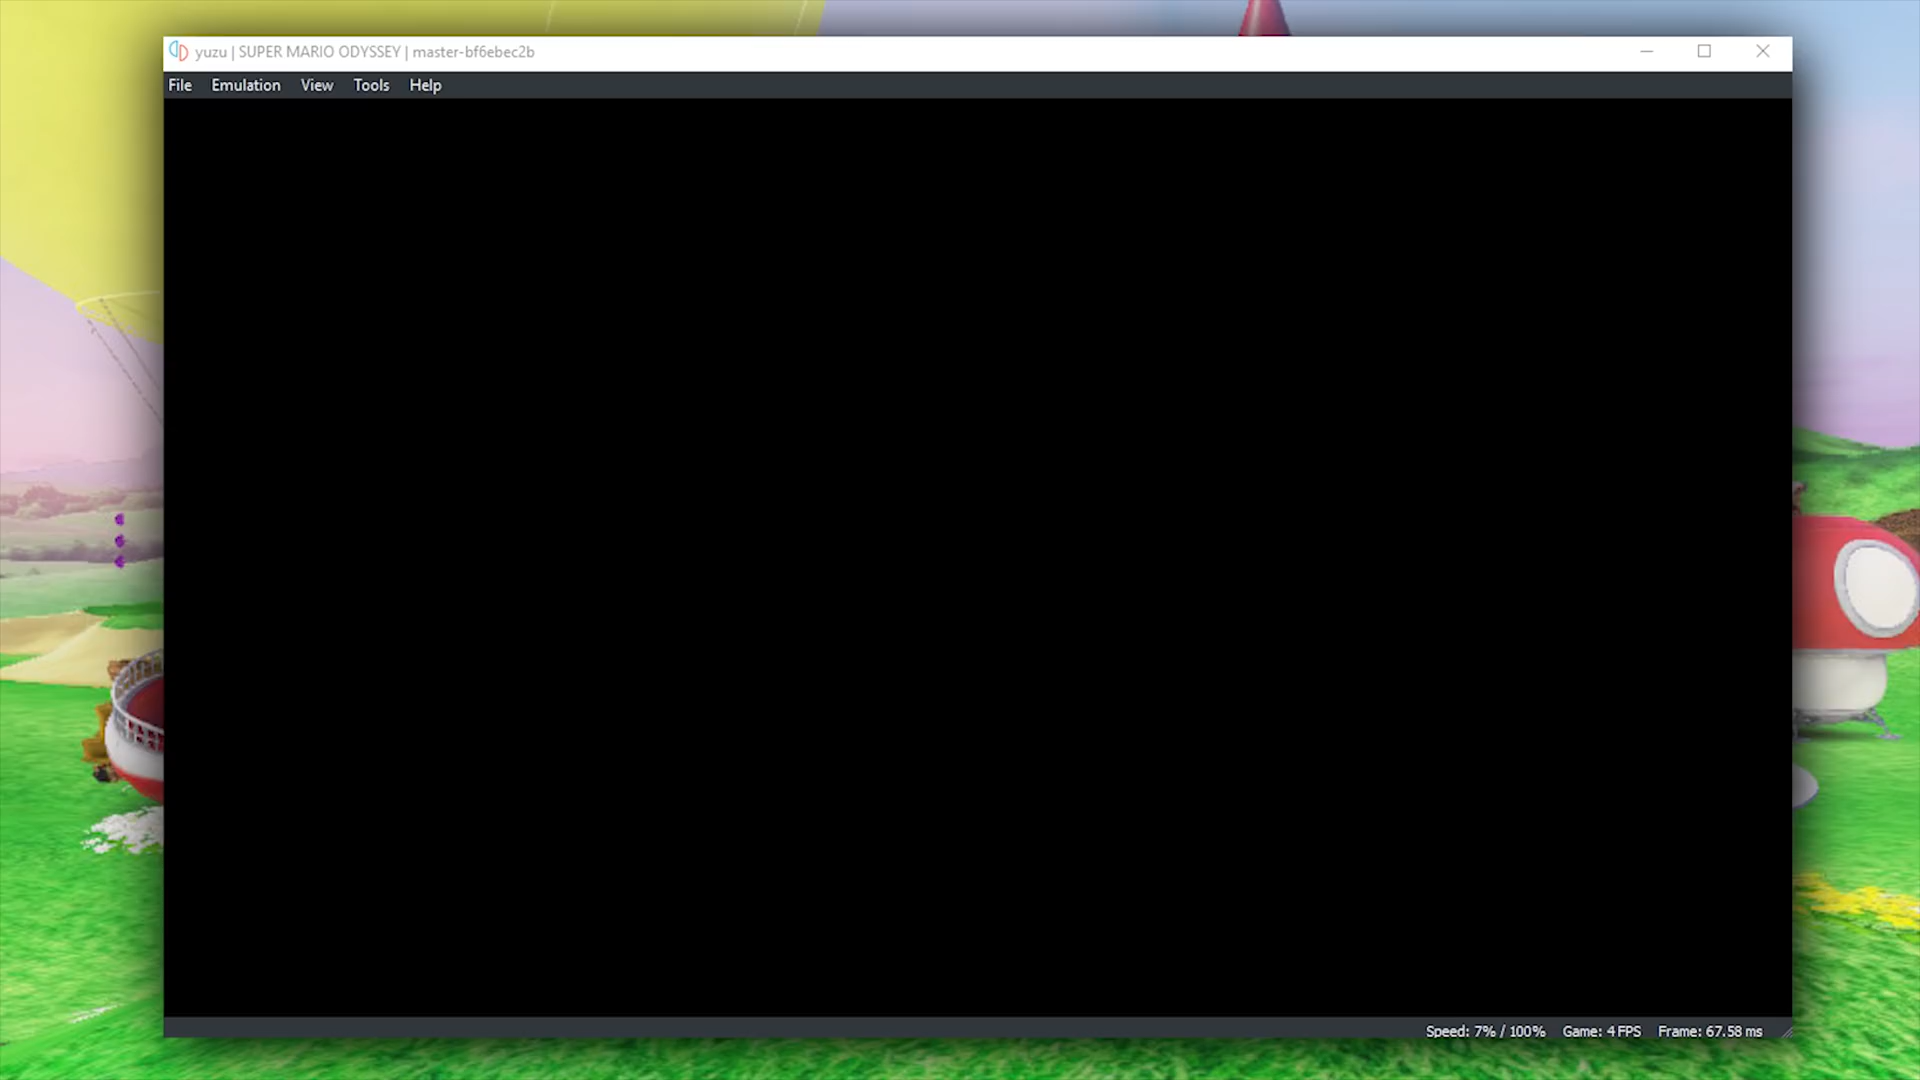 yuzu | SUPER MARIO ODYSSEY | master-bf6ebec2b
File Emulation View Tools Help
Speed: 7% / 100% Game: 4 FPS Frame: 67.58 ms